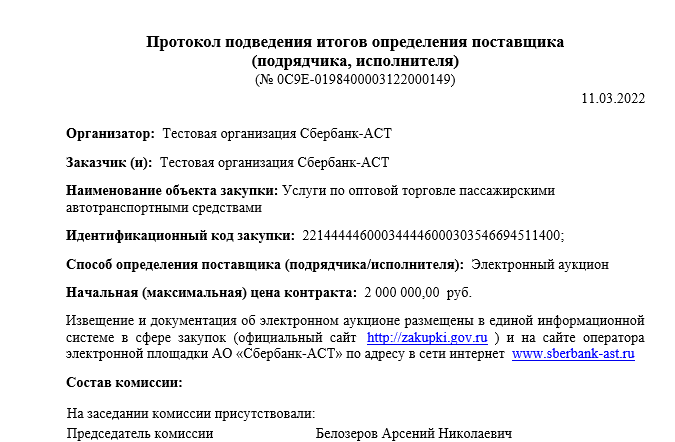 Протокол подведения итогов определения поставщика
(подрядчика, исполнителя)
(№ 0C9E-0198400003122000149)
11.03.2022
Организатор: Тестовая организация Сбербанк-АСТ
Заказчик (и): Тестовая организация Сбербанк-АСТ
Наименование объекта закупки: Услуги по оптовой торговле пассажирскими
автотранспортными средствами
Идентификационный код закупки: 221444446000344446000303546694511400;
Способ определения поставщика (подрядчика/исполнителя): Электронный аукцион
Начальная (максимальная) цена контракта: 2 000 000,00 руб.
Извещение и документация об электронном аукционе размещены в единой информационной
системе в сфере закупок (официальный сайт http://zakupki.gov.ru ) и на сайте оператора
электронной площадки АО «Сбербанк-АСТ» по адресу в сети интернет www.sberbank-ast.ru
Состав комиссии:
На заседании комиссии присутствовали:
Председатель комиссии Белозеров Арсений Николаевич